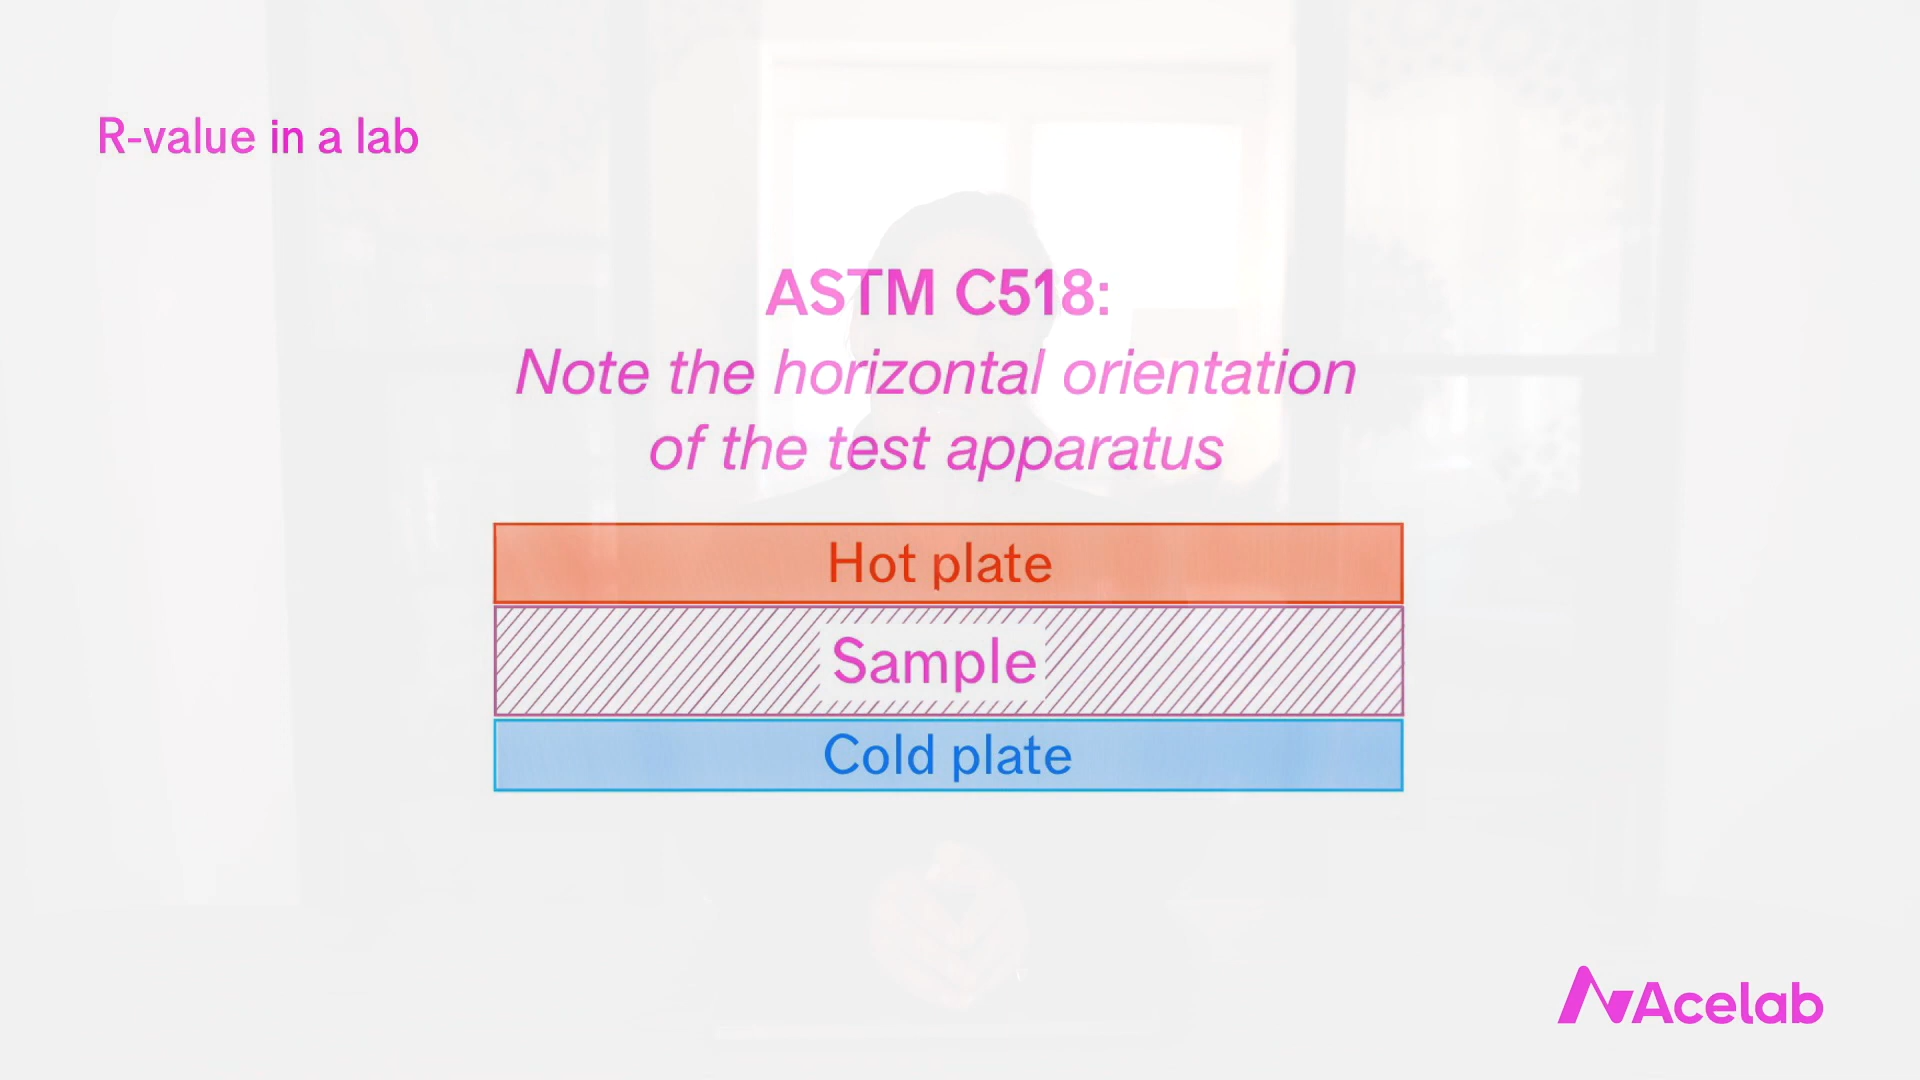 R-value in a lab
ASTM C518:
Note the horizontal orientation
of the test apparatus
Hot plate
Sample
Cold plate
Acelab